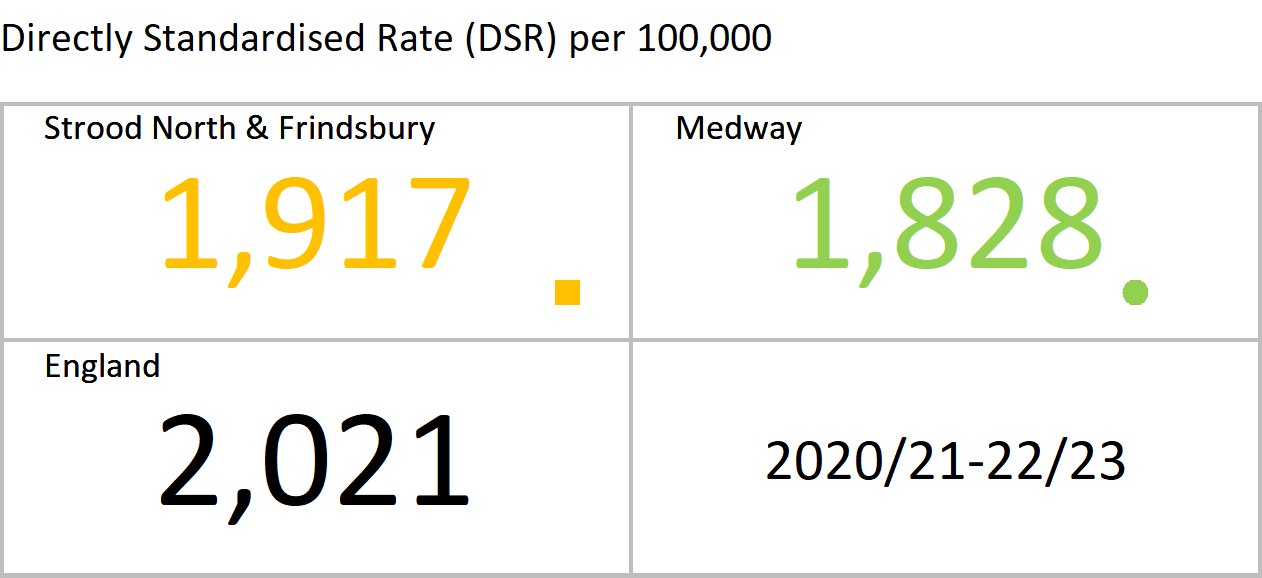 Directly Standardised Rate (DSR) per 100,000
Strood North & Frindsbury
1,917
Medway
1,828
England
2,021
2020/21-22/23